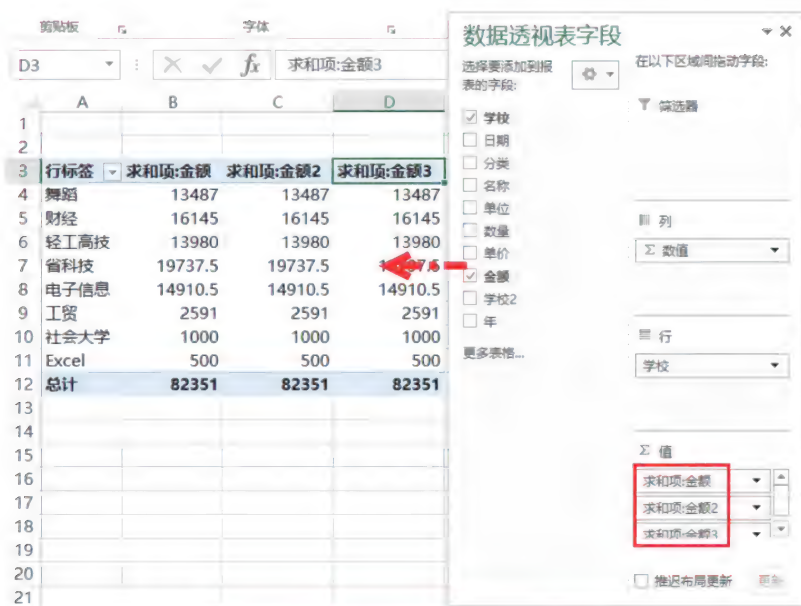 剪贴板 字体
D3 fx 求和项:金额3
A B C D
1
2
3 行标签 求和项:金额 求和项:金额2 求和项:金额3
4 舞蹈 13487 13487 13487
5 财经 16145 16145 16145
6 轻工高技 13980 13980 13980
7 省科技 19737.5 19737.5
8 电子信息 14910.5 14910.5 14910.5
9 工贸 2591 2591 2591
10 社会大学 1000 1000 1000
11 Excel 500 500 500
12 总计 82351 82351 82351
13
14
15
16
17
18
19
20
21
数据透视表字段
选择要添加到报
表的字段:
学校
日期
分类
名称
单位
数量
单价
金额
学校2
年
更多表格...
在以下区域间拖动字段:
筛选器
列
Σ 数值
行
学校
Σ 值
求和项:金额
求和项:金额2
求和项:金额3
推迟布局更新 更新